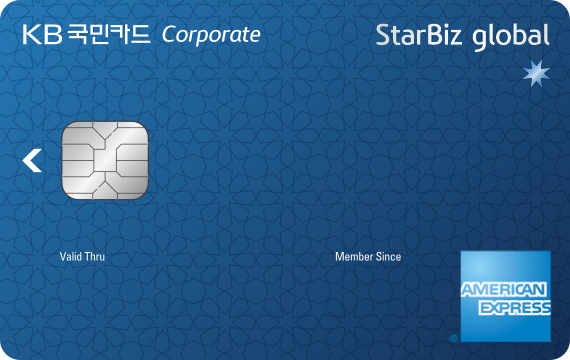 KB국민카드 Corporate
StarBiz global
Valid Thru
Member Since
AMERICAN
EXPRESS
®